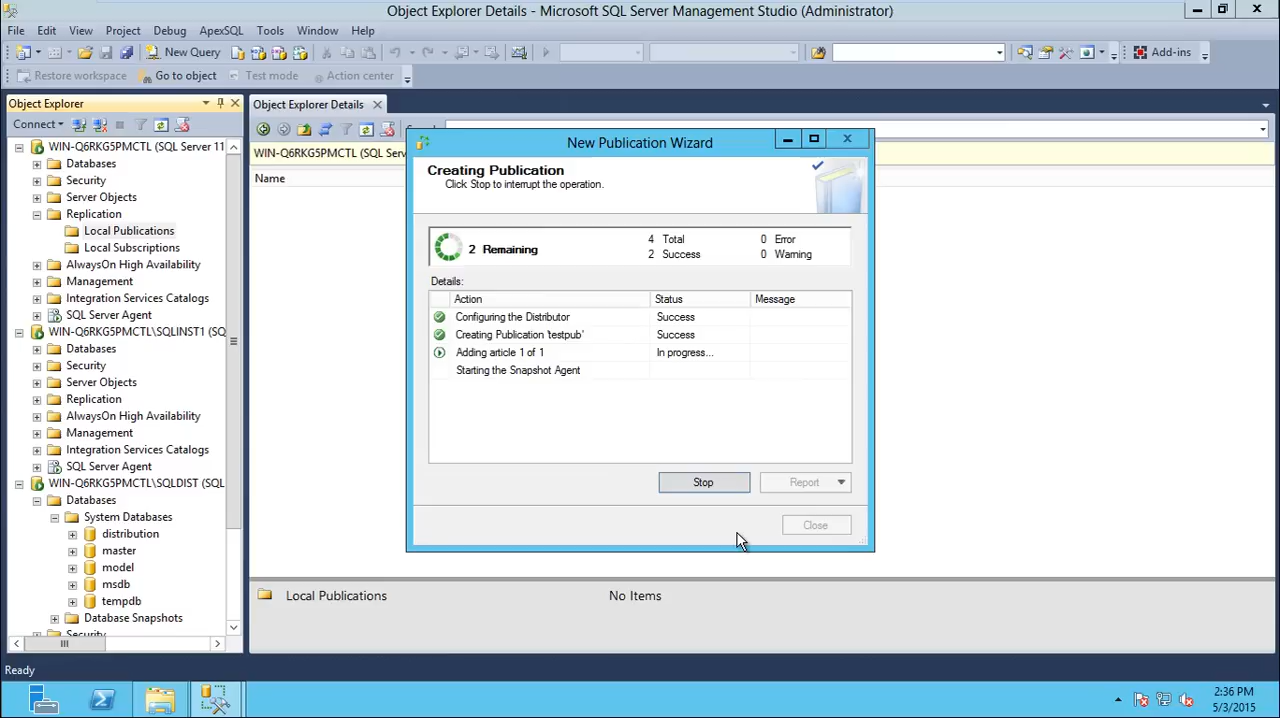 Object Explorer Details - Microsoft SQL Server Management Studio (Administrator)
File Edit View Project Debug ApexSQL Tools Window Help
New Query Add-ins
Restore workspace Go to object Test mode Action center
Object Explorer
Connect
WIN-Q6RKG5PMCTL (SQL Server 11
Databases
Security
Server Objects
Replication
Local Publications
Local Subscriptions
AlwaysOn High Availability
Management
Integration Services Catalogs
SQL Server Agent
WIN-Q6RKG5PMCTL\SQLINST1 (SQ
Databases
Security
Server Objects
Replication
AlwaysOn High Availability
Management
Integration Services Catalogs
SQL Server Agent
WIN-Q6RKG5PMCTL\SQLDIST (SQL
Databases
System Databases
distribution
master
model
msdb
tempdb
Database Snapshots
Security
Object Explorer Details
WIN-Q6RKG5PMCTL (SQL Serv
Name
New Publication Wizard
Creating Publication
Click Stop to interrupt the operation.
2 Remaining
4 Total 0 Error
2 Success 0 Warning
Details:
Action Status Message
Configuring the Distributor Success
Creating Publication 'testpub' Success
Adding article 1 of 1 In progress...
Starting the Snapshot Agent
Stop Report
Close
Local Publications No Items
Ready
2:36 PM
5/3/2015